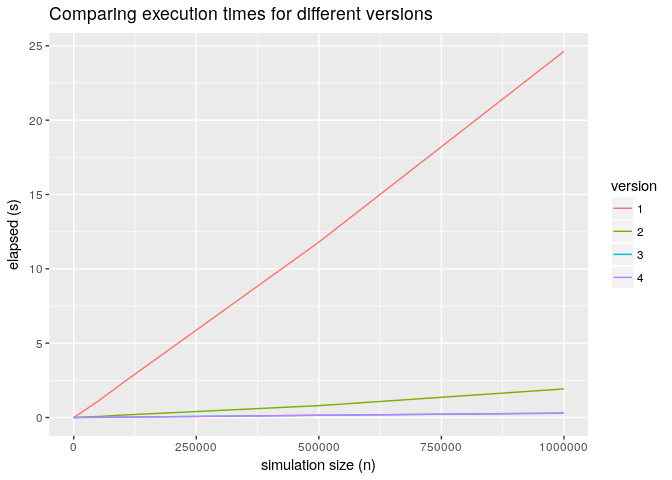 Comparing execution times for different versions
25
20
15
10
5
0
elapsed (s)
0 250000 500000 750000 1000000
simulation size (n)
version
1
2
3
4